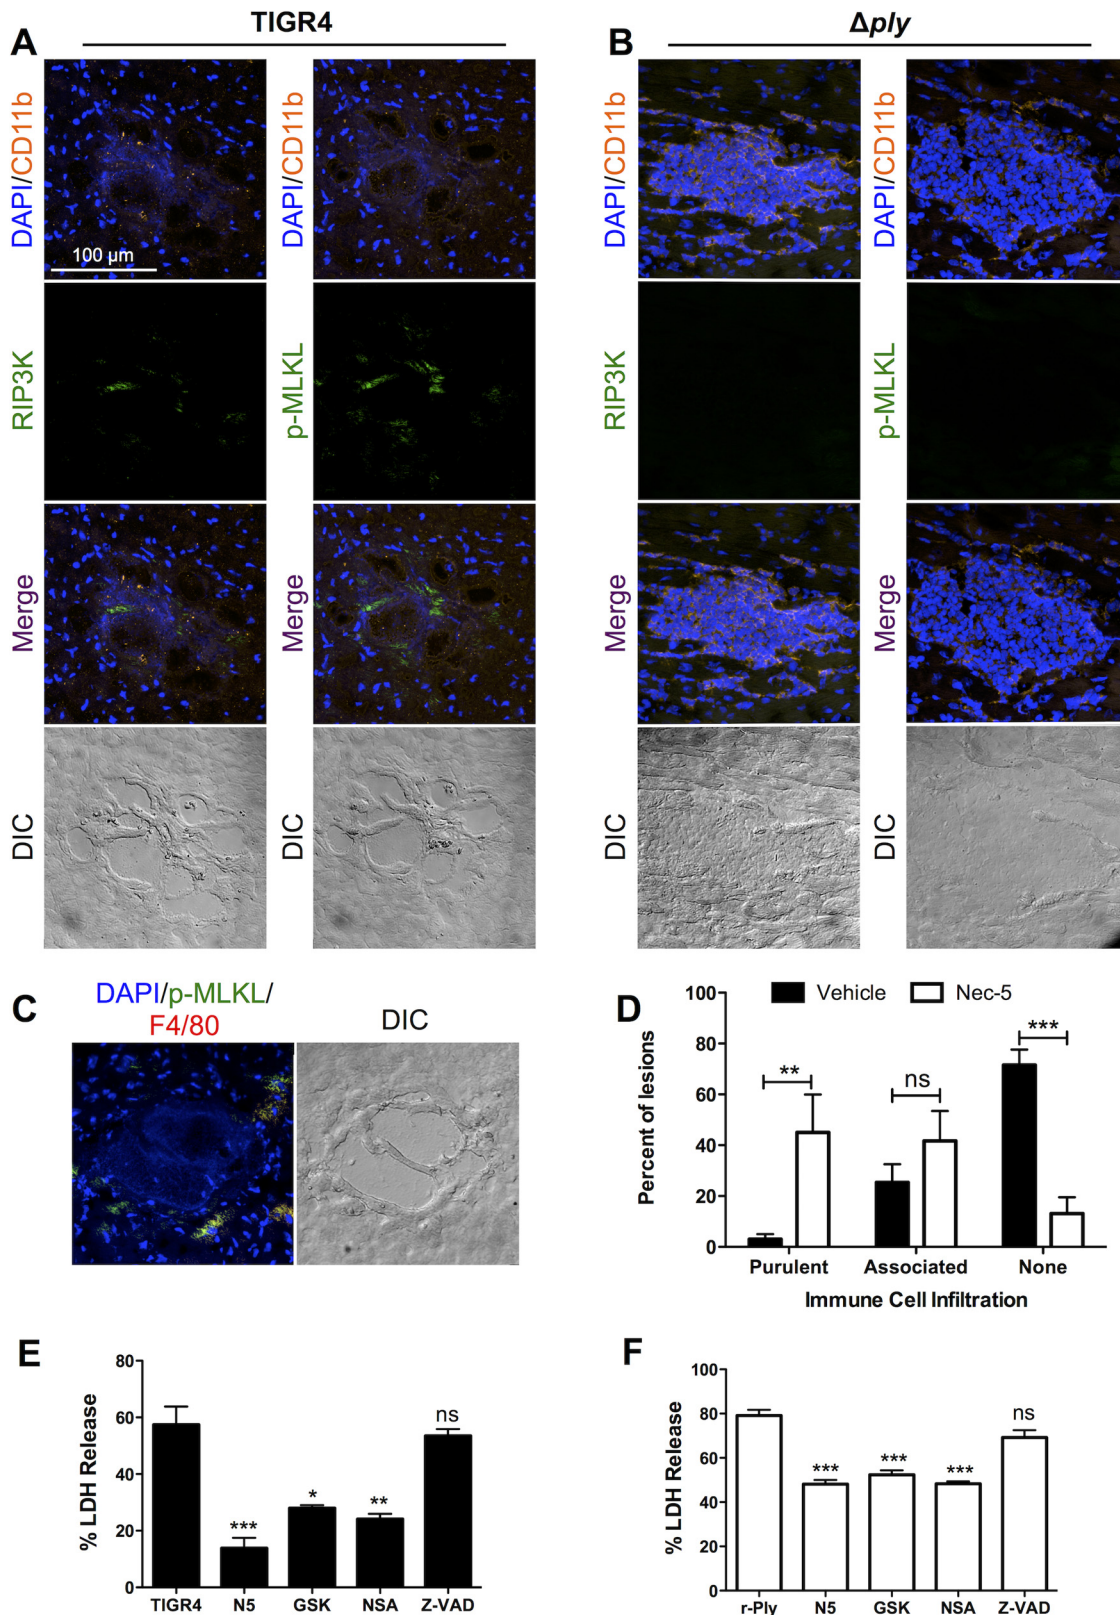 A
TIGR4
B
Δply
DAPI/CD11b
DAPI/CD11b
DAPI/CD11b
DAPI/CD11b
100 µm
RIP3K
p-MLKL
RIP3K
p-MLKL
Merge
Merge
Merge
Merge
DIC
DIC
DIC
DIC
C
DAPI/p-MLKL/
F4/80
DIC
D
Vehicle
Nec-5
Percent of lesions
100
80
60
40
20
0
**
ns
***
Purulent
Associated
None
Immune Cell Infiltration
E
% LDH Release
80
60
40
20
0
***
*
**
ns
TIGR4
N5
GSK
NSA
Z-VAD
F
% LDH Release
100
80
60
40
20
0
***
***
***
ns
r-Ply
N5
GSK
NSA
Z-VAD